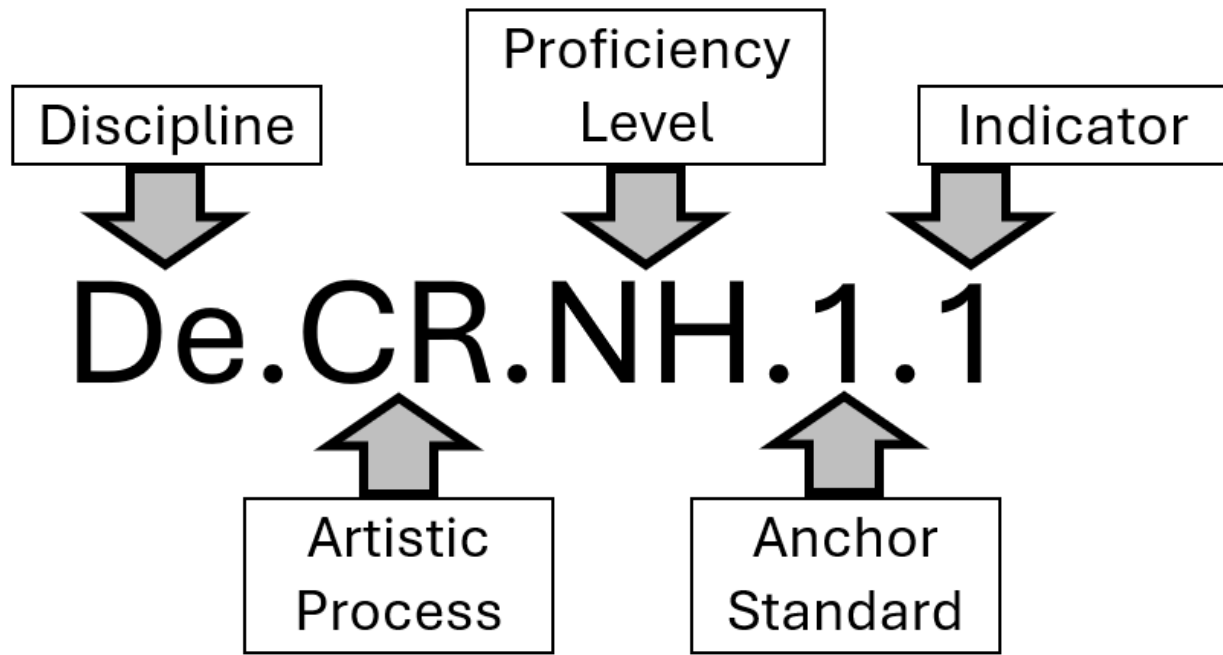 Proficiency
Level
Discipline
Indicator
De.CR.NH.1.1
Artistic
Process
Anchor
Standard